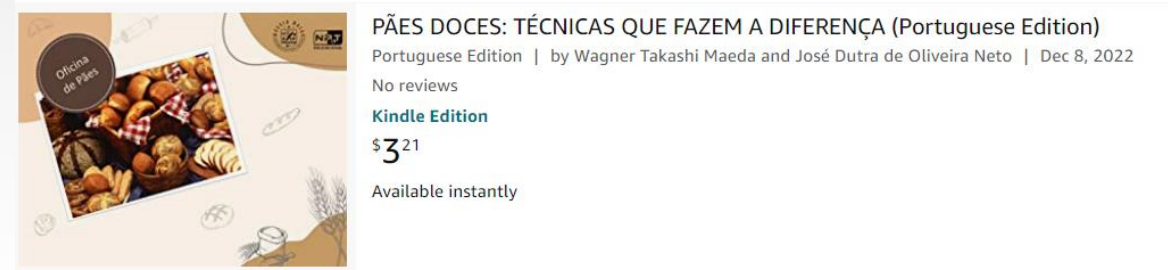 Oficina
de Pães
PÃES DOCES: TÉCNICAS QUE FAZEM A DIFERENÇA (Portuguese Edition)
Portuguese Edition | by Wagner Takashi Maeda and José Dutra de Oliveira Neto | Dec 8, 2022
No reviews
Kindle Edition
$3 21
Available instantly